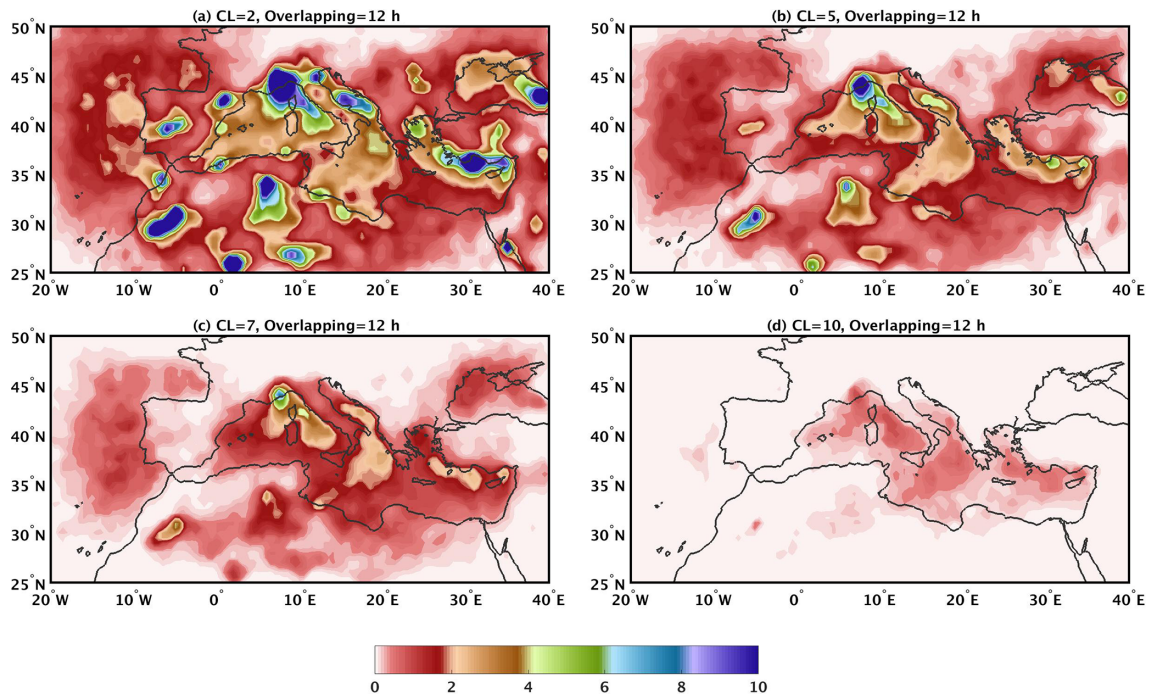 (a) CL=2, Overlapping=12 h
50°N
45°N
40°N
35°N
30°N
25°N
20°W 10°W 0° 10°E 20°E 30°E 40°E
(b) CL=5, Overlapping=12 h
50°N
45°N
40°N
35°N
30°N
25°N
20°W 10°W 0° 10°E 20°E 30°E 40°E
(c) CL=7, Overlapping=12 h
50°N
45°N
40°N
35°N
30°N
25°N
20°W 10°W 0° 10°E 20°E 30°E 40°E
(d) CL=10, Overlapping=12 h
50°N
45°N
40°N
35°N
30°N
25°N
20°W 10°W 0° 10°E 20°E 30°E 40°E
0 2 4 6 8 10